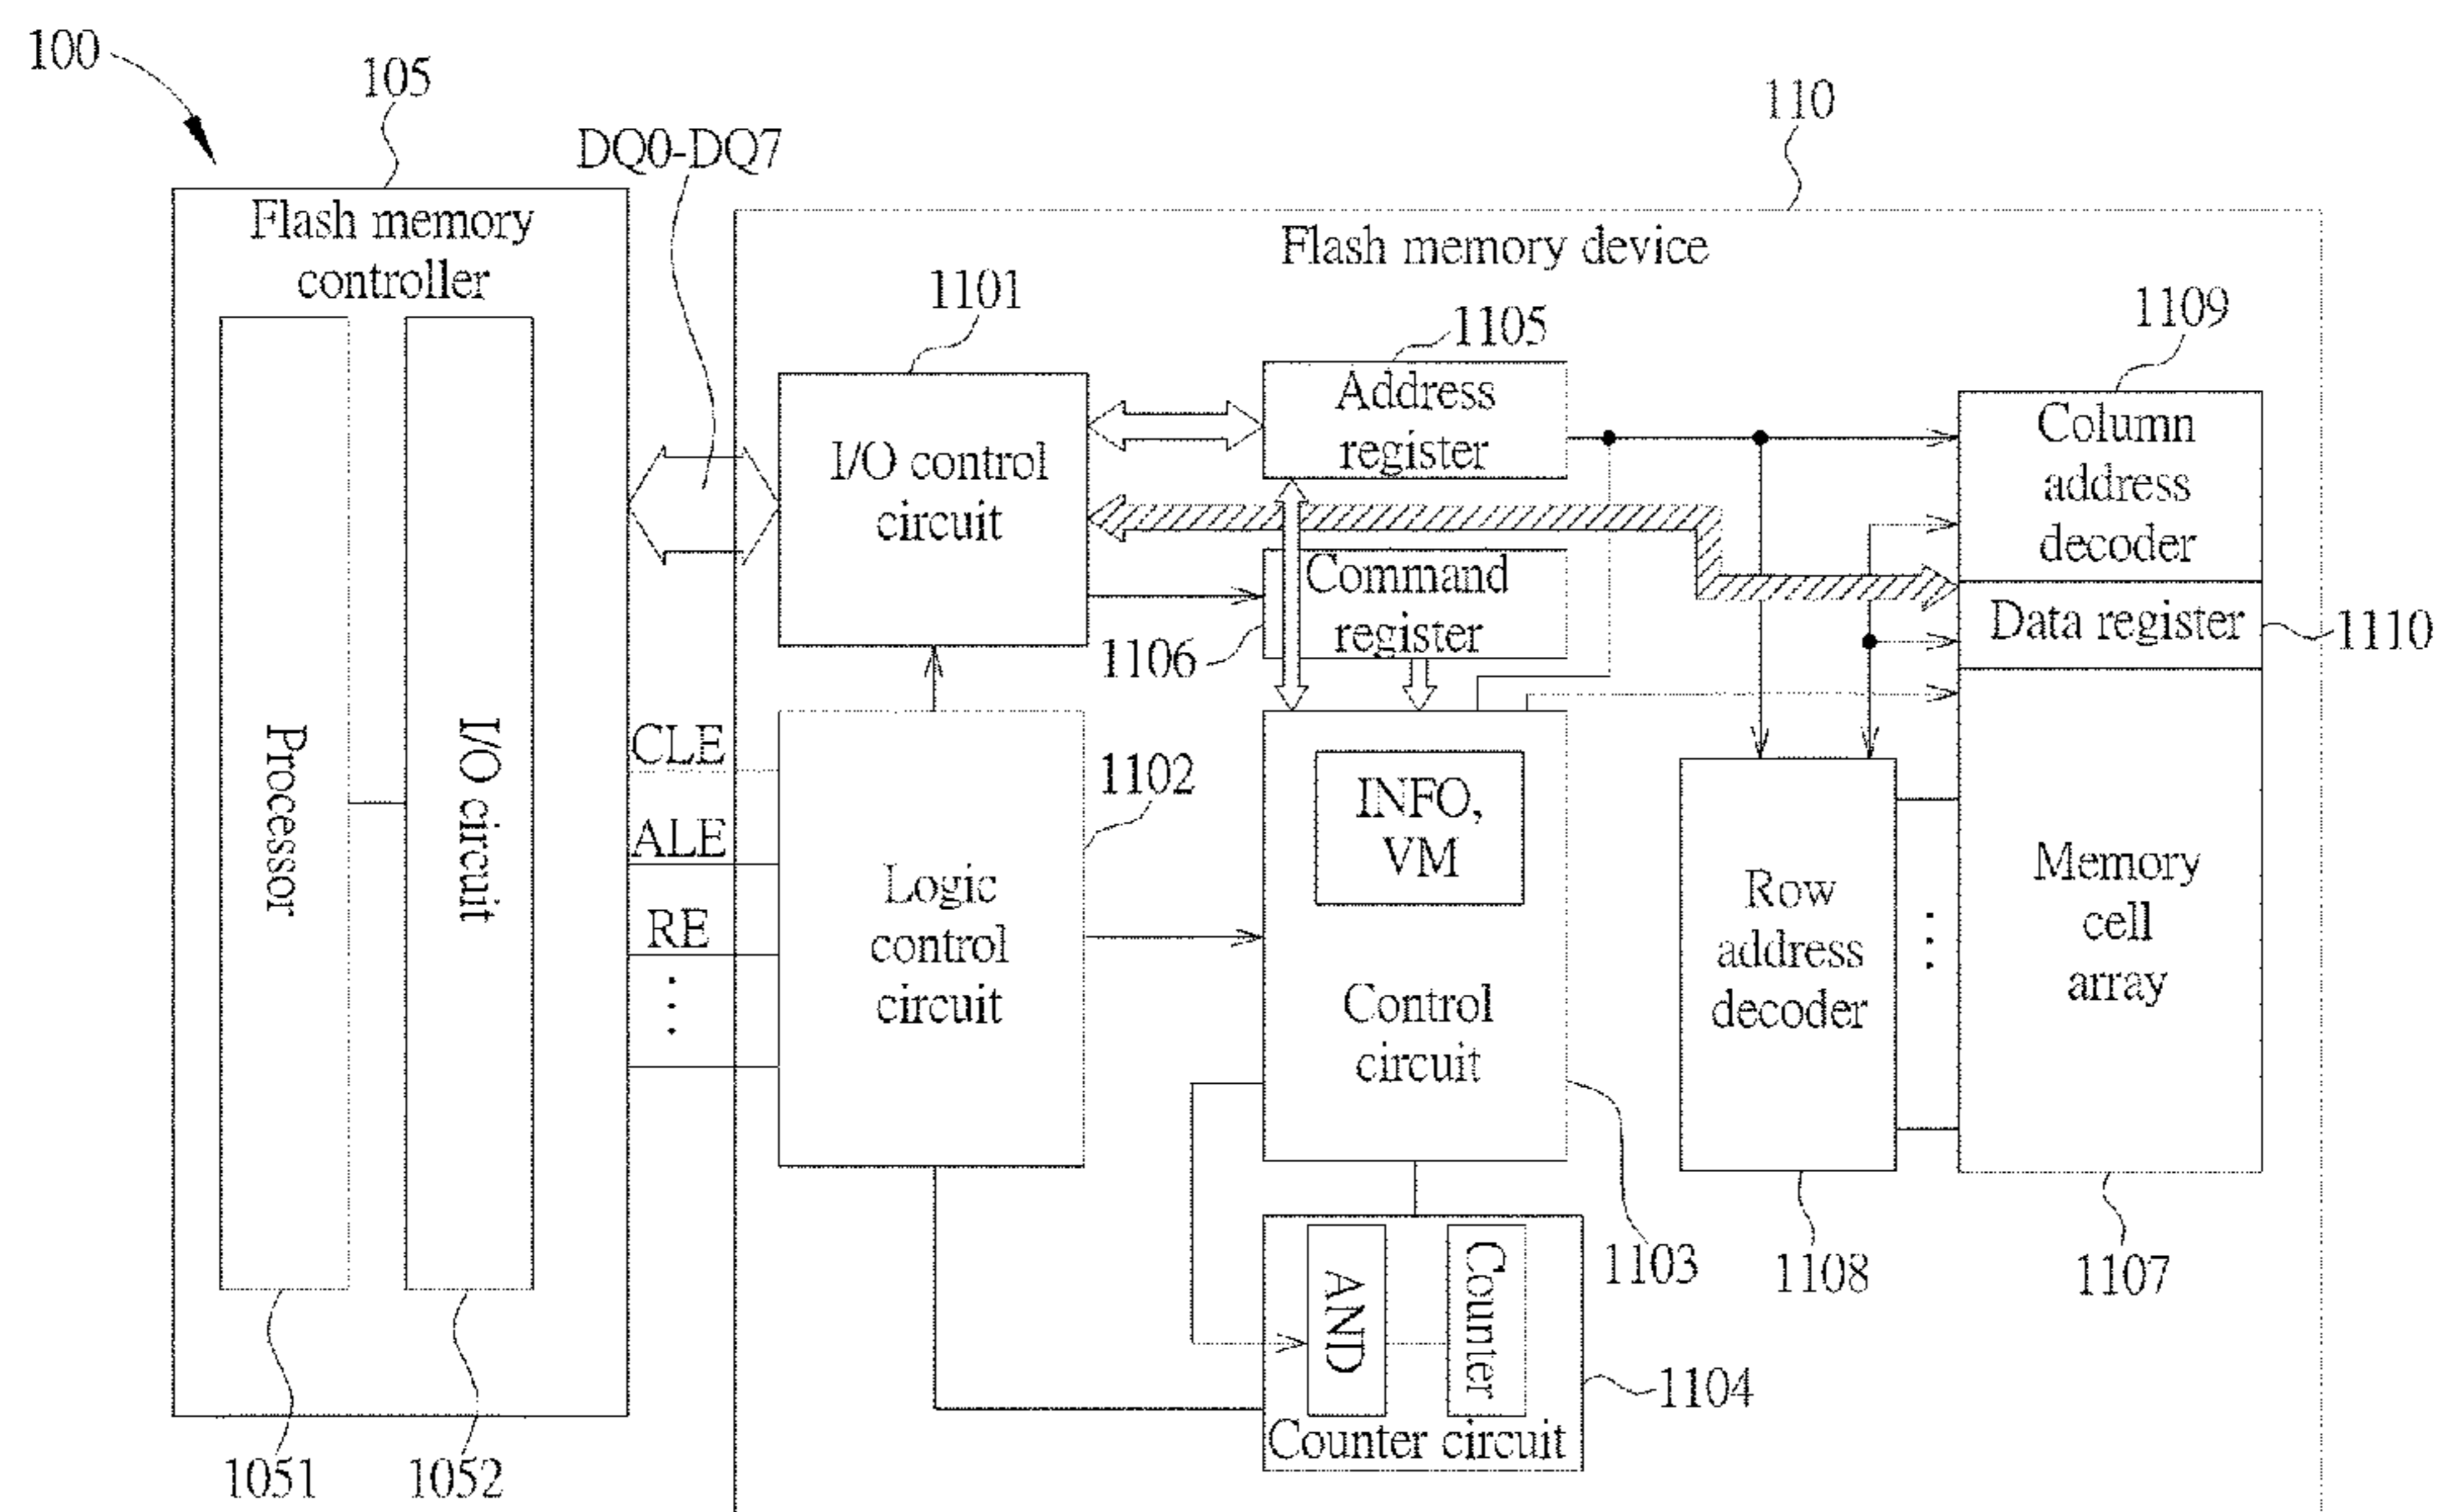 100
105
110
DQ0-DQ7
Flash memory
controller
Flash memory device
1101
1105
1109
I/O control
circuit
Address
register
Column
address
decoder
Command
register
1106
Data register
1110
Processor
I/O circuit
CLE
ALE
RE
1102
Logic
control
circuit
INFO,
VM
Control
circuit
Row
address
decoder
Memory
cell
array
1103
1108
1107
AND
Counter
Counter circuit
1104
1051
1052